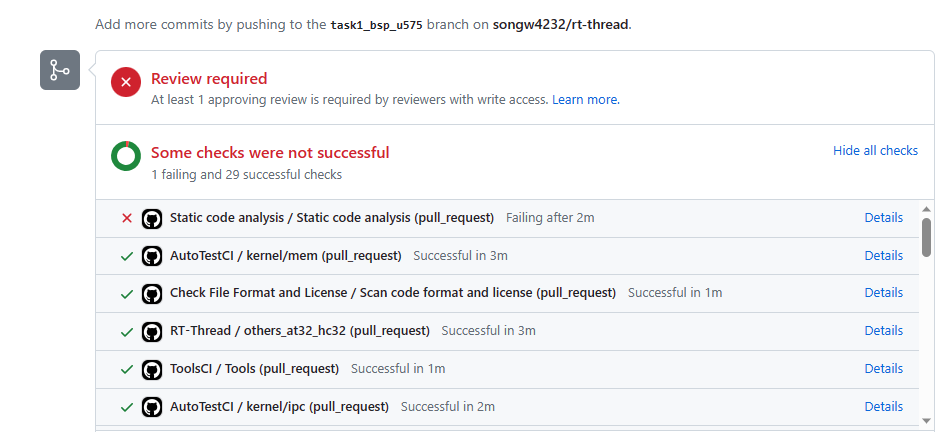 Add more commits by pushing to the task1_bsp_u575 branch on songw4232/rt-thread.
Review required
At least 1 approving review is required by reviewers with write access. Learn more.
Some checks were not successful
Hide all checks
1 failing and 29 successful checks
Static code analysis / Static code analysis (pull_request) Failing after 2m Details
AutoTestCI / kernel/mem (pull_request) Successful in 3m Details
Check File Format and License / Scan code format and license (pull_request) Successful in 1m Details
RT-Thread / others_at32_hc32 (pull_request) Successful in 3m Details
ToolsCI / Tools (pull_request) Successful in 1m Details
AutoTestCI / kernel/ipc (pull_request) Successful in 2m Details